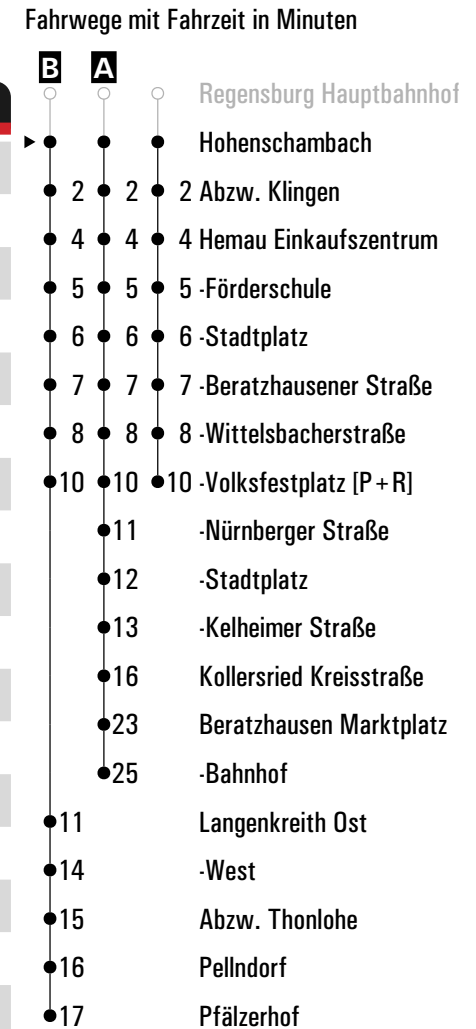 Fahrwege mit Fahrzeit in Minuten
B A
Regensburg Hauptbahnhof
Hohenschambach
2 2 2 Abzw. Klingen
4 4 4 Hemau Einkaufszentrum
5 5 5 -Förderschule
6 6 6 -Stadtplatz
7 7 7 -Beratzhausener Straße
8 8 8 -Wittelsbacherstraße
10 10 10 -Volksfestplatz [P+R]
11 -Nürnberger Straße
12 -Stadtplatz
13 -Kelheimer Straße
16 Kollersried Kreisstraße
23 Beratzhausen Marktplatz
25 -Bahnhof
11 Langenkreith Ost
14 -West
15 Abzw. Thonlohe
16 Pellndorf
17 Pfälzerhof